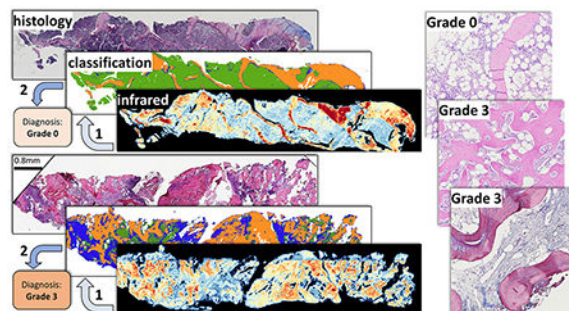 histology
classification
infrared
2
Diagnosis:
Grade 0
1
0.8mm
2
Diagnosis:
Grade 3
1
Grade 0
Grade 3
Grade 3